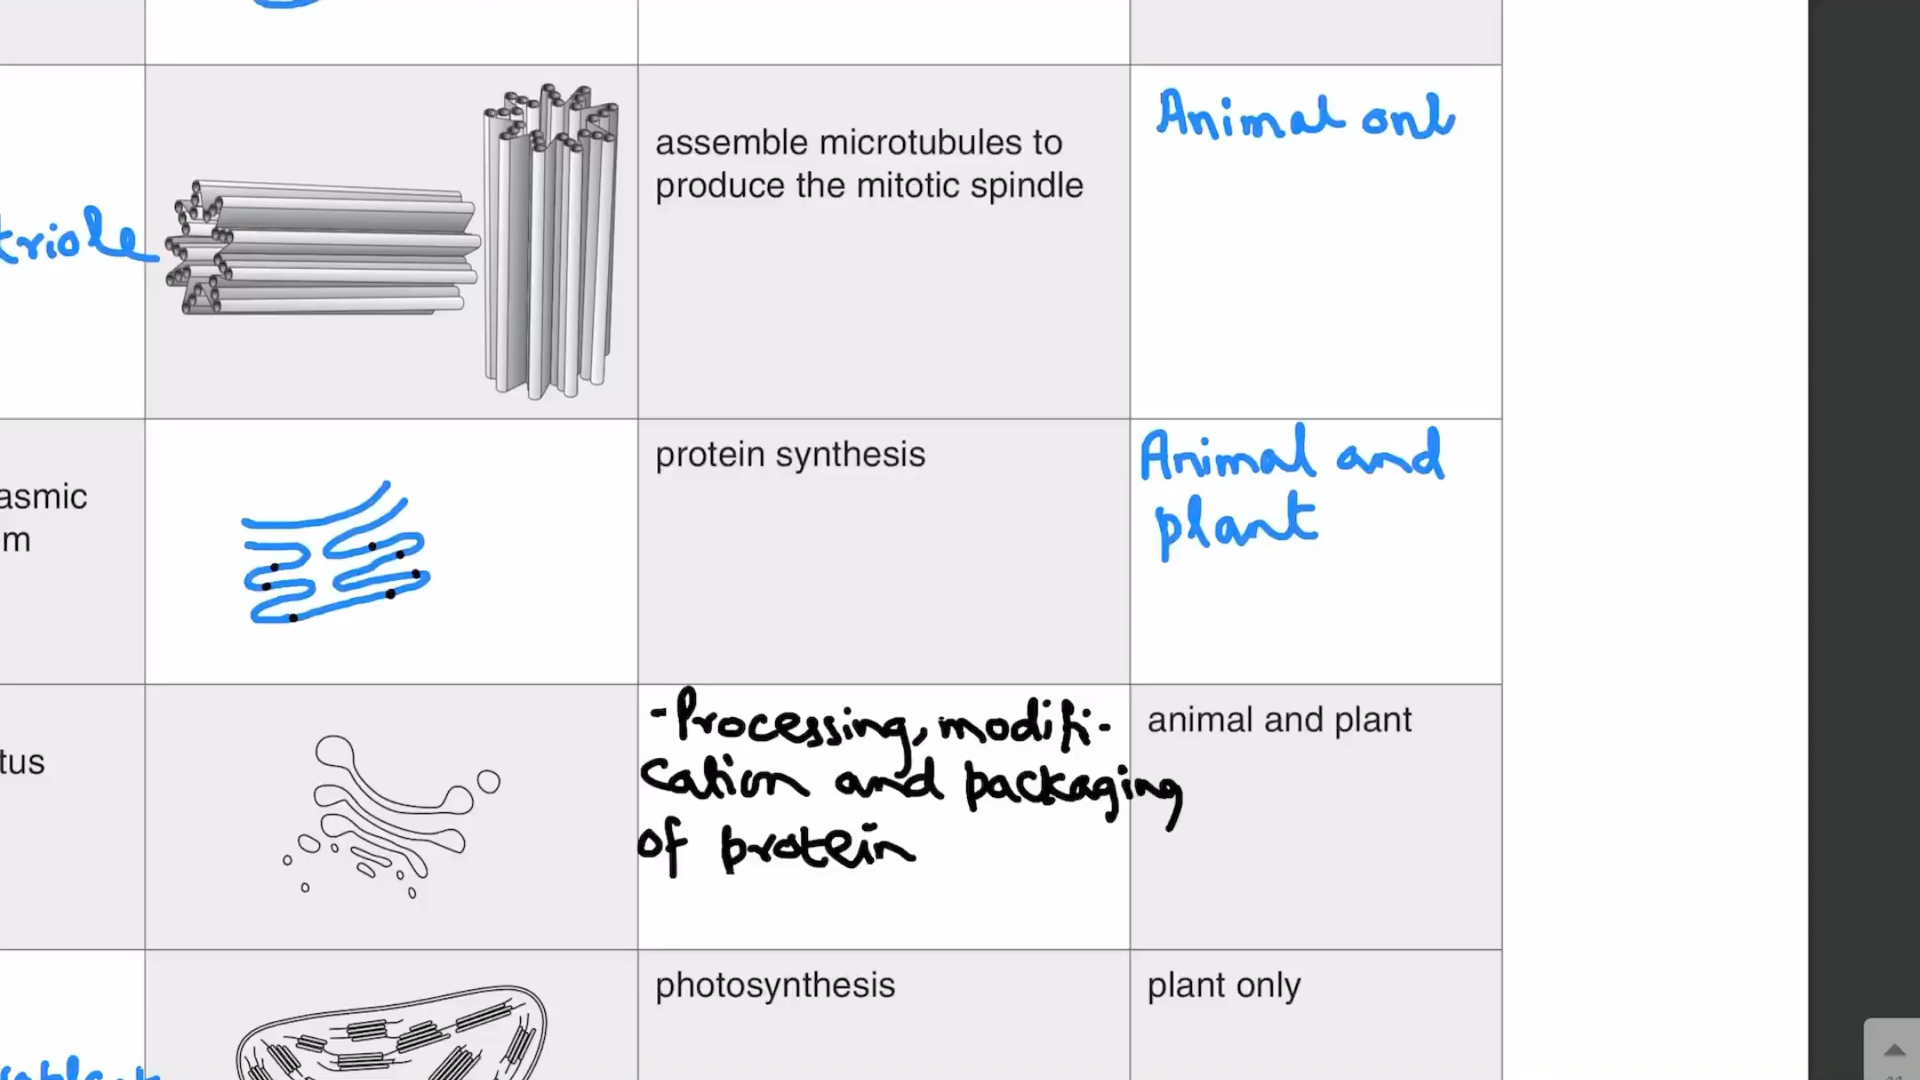 triole
assemble microtubules to
produce the mitotic spindle
Animal onl
asmic
m
protein synthesis
Animal and
plant
tus
-Processing, modifi-
cation and packaging
of protein
animal and plant
photosynthesis
plant only